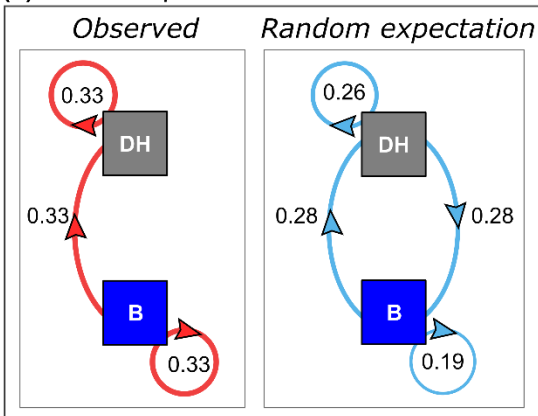 Observed
Random expectation
0.33
DH
0.33
B
0.33
0.26
DH
0.28
0.28
B
0.19